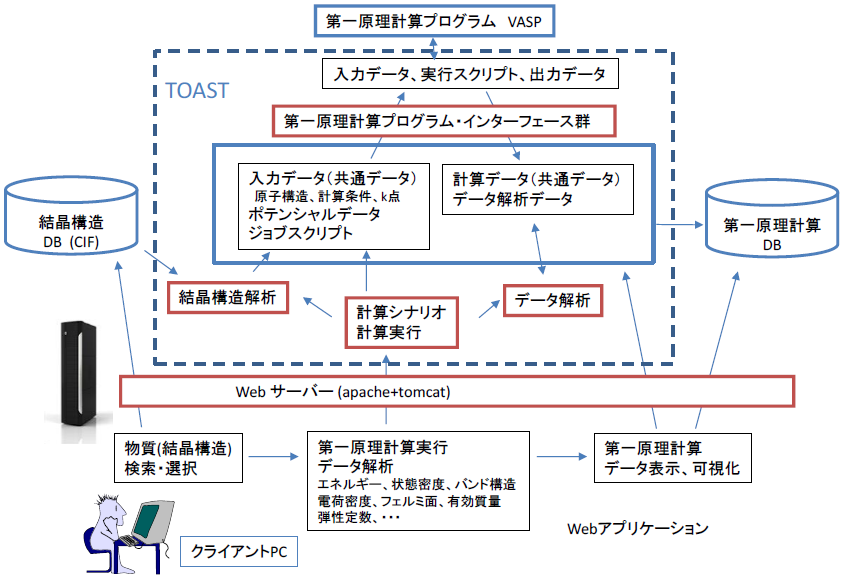 第一原理計算プログラム VASP
TOAST
入力データ、実行スクリプト、出力データ
第一原理計算プログラム・インターフェース群
入力データ（共通データ）
原子構造、計算条件、k点
ポテンシャルデータ
ジョブスクリプト
計算データ（共通データ）
データ解析データ
結晶構造
DB (CIF)
第一原理計算
DB
結晶構造解析
計算シナリオ
計算実行
データ解析
Web サーバー (apache+tomcat)
物質(結晶構造)
検索・選択
第一原理計算実行
データ解析
エネルギー、状態密度、バンド構造
電荷密度、フェルミ面、有効質量
弾性定数、・・・
第一原理計算
データ表示、可視化
Webアプリケーション
クライアントPC